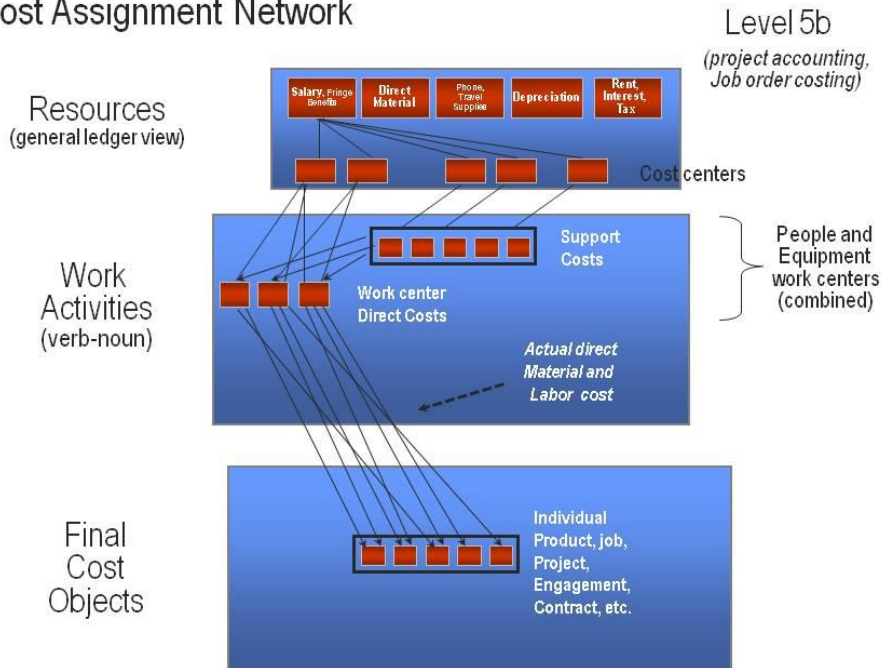 ost Assignment Network
Level 5b
(project accounting,
Job order costing)
Resources
(general ledger view)
Salary, Fringe
Benefits
Direct
Material
Phone,
Travel
Supplies
Depreciation
Rent,
Interest,
Tax
Cost centers
Work
Activities
(verb-noun)
Support
Costs
Work center
Direct Costs
People and
Equipment
work centers
(combined)
Actual direct
Material and
Labor cost
Final
Cost
Objects
Individual
Product, job,
Project,
Engagement,
Contract, etc.